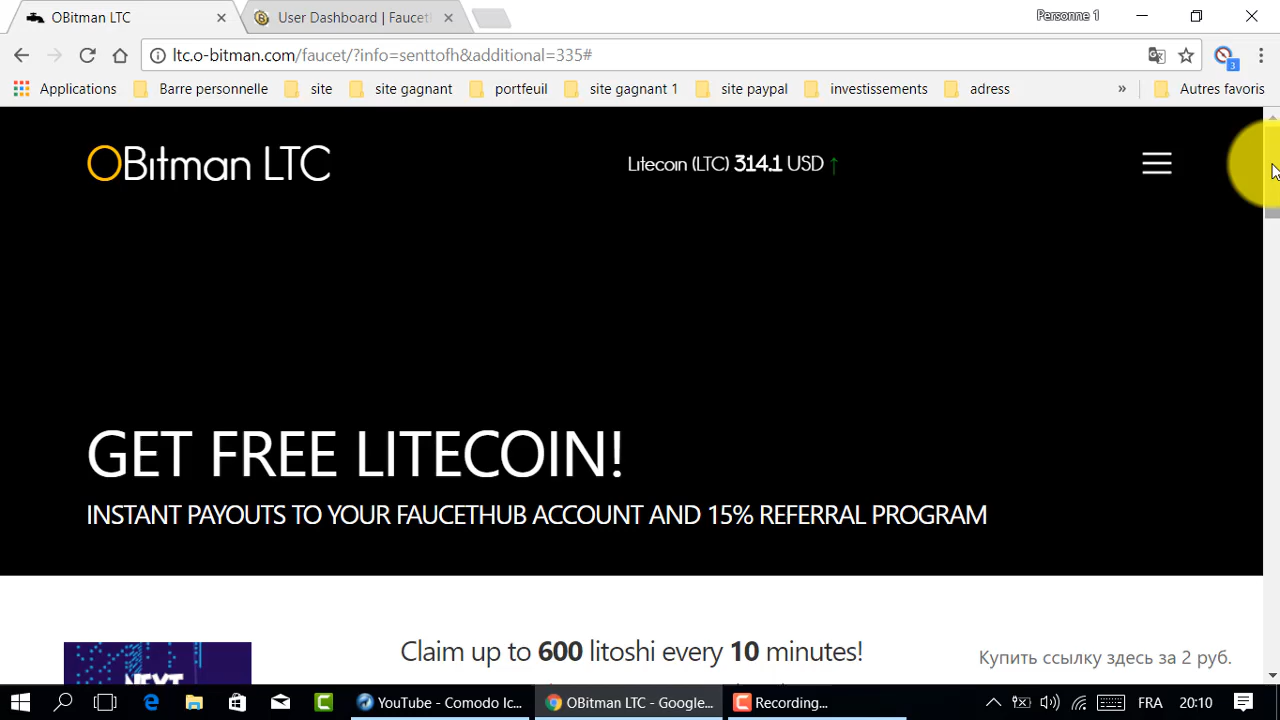 OBitman LTC
User Dashboard | Faucet
Personne 1
ltc.o-bitman.com/faucet/?info=senttofh&additional=335#
3
Applications
Barre personnelle
site
site gagnant
portfeuil
site gagnant 1
site paypal
investissements
adress
»
Autres favoris
OBitman LTC
Litecoin (LTC) 314.1 USD ↑
GET FREE LITECOIN!
INSTANT PAYOUTS TO YOUR FAUCETHUB ACCOUNT AND 15% REFERRAL PROGRAM
Claim up to 600 litoshi every 10 minutes!
Купить ссылку здесь за 2 руб.
NEXT
YouTube - Comodo Ic...
OBitman LTC - Google...
Recording...
FRA
20:10